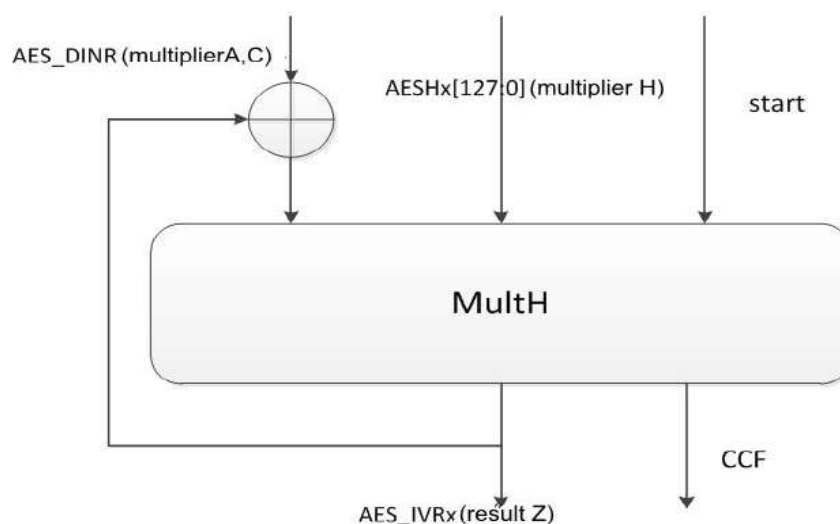 AES_DINR (multiplierA,C)
AESHx[127:0] (multiplier H)
start
MultH
CCF
AES_IVRx (result Z)